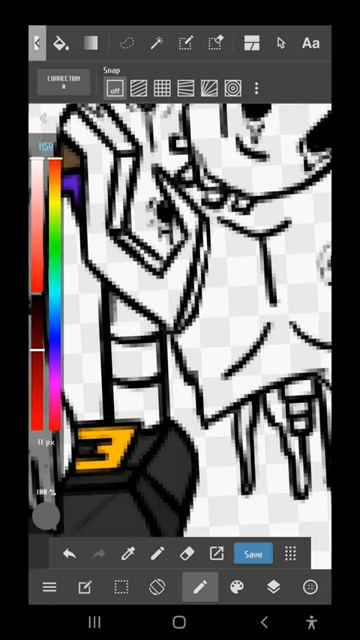 Aa
CORRECTION
Snap
off
HSV
11 px
100 %
Save